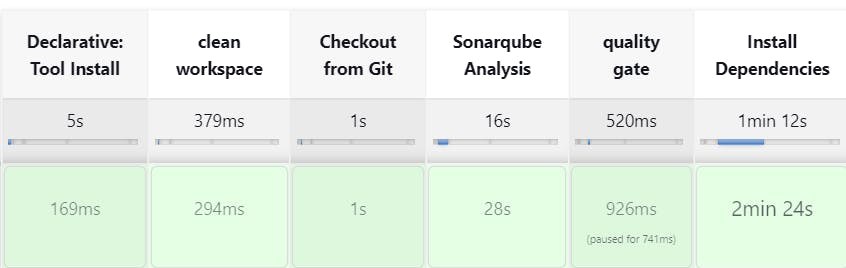 Declarative: Tool Install
clean workspace
Checkout from Git
Sonarqube Analysis
quality gate
Install Dependencies
5s
379ms
1s
16s
520ms
1min 12s
169ms
294ms
1s
28s
926ms
(paused for 741ms)
2min 24s